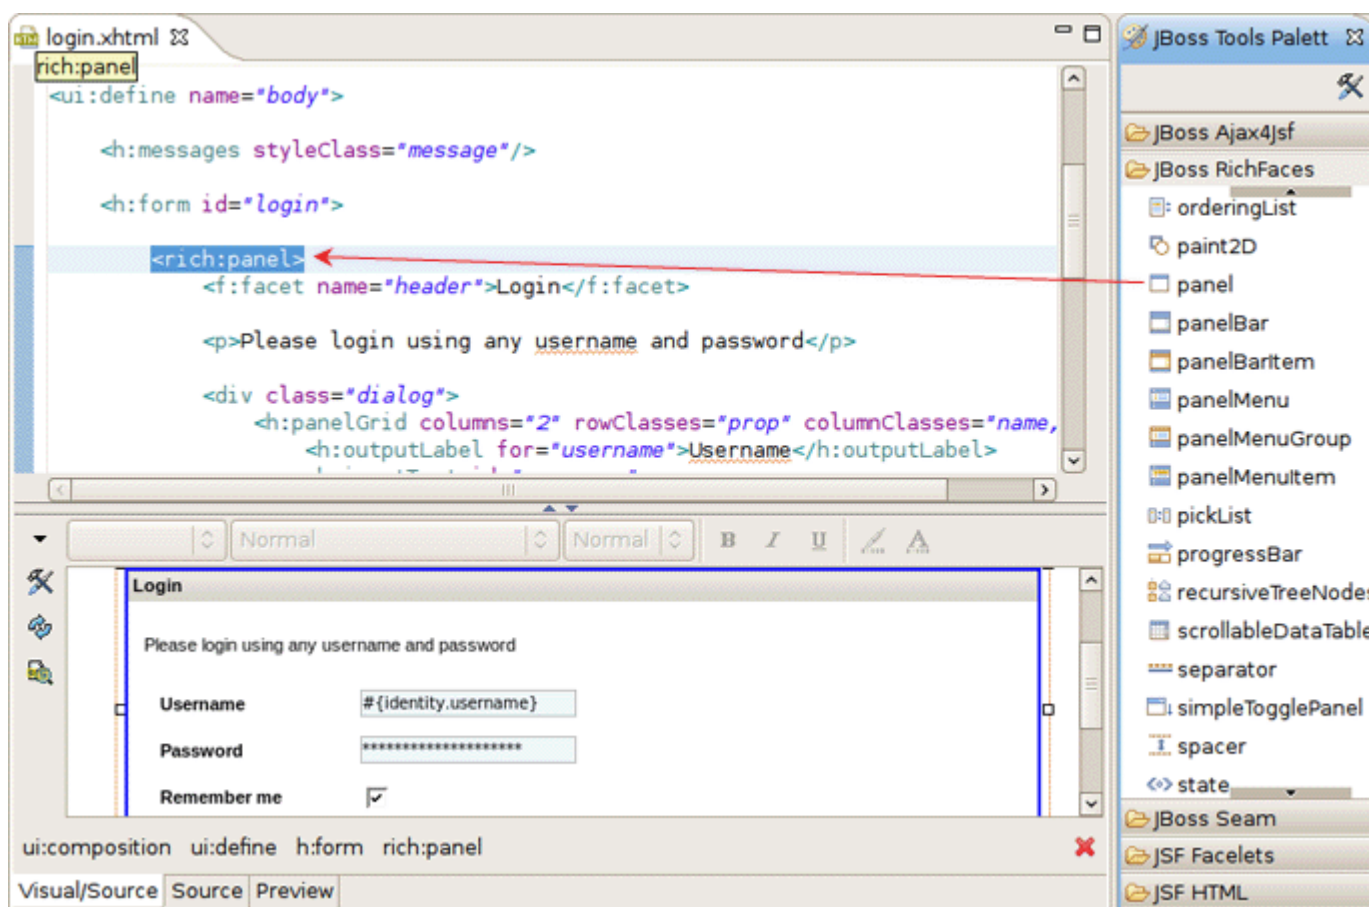 login.xhtml
rich:panel
<ui:define name="body">
<h:messages styleClass="message"/>
<h:form id="login">
<rich:panel>
<f:facet name="header">Login</f:facet>
<p>Please login using any username and password</p>
<div class="dialog">
<h:panelGrid columns="2" rowClasses="prop" columnClasses="name,
<h:outputLabel for="username">Username</h:outputLabel>
Normal
Normal
B I U A
Login
Please login using any username and password
Username #{identity.username}
Password ********************
Remember me
ui:composition ui:define h:form rich:panel
Visual/Source Source Preview
JBoss Tools Palett
JBoss Ajax4Jsf
JBoss RichFaces
orderingList
paint2D
panel
panelBar
panelBarItem
panelMenu
panelMenuGroup
panelMenuItem
pickList
progressBar
recursiveTreeNodes
scrollableDataTable
separator
simpleTogglePanel
spacer
state
JBoss Seam
JSF Facelets
JSF HTML